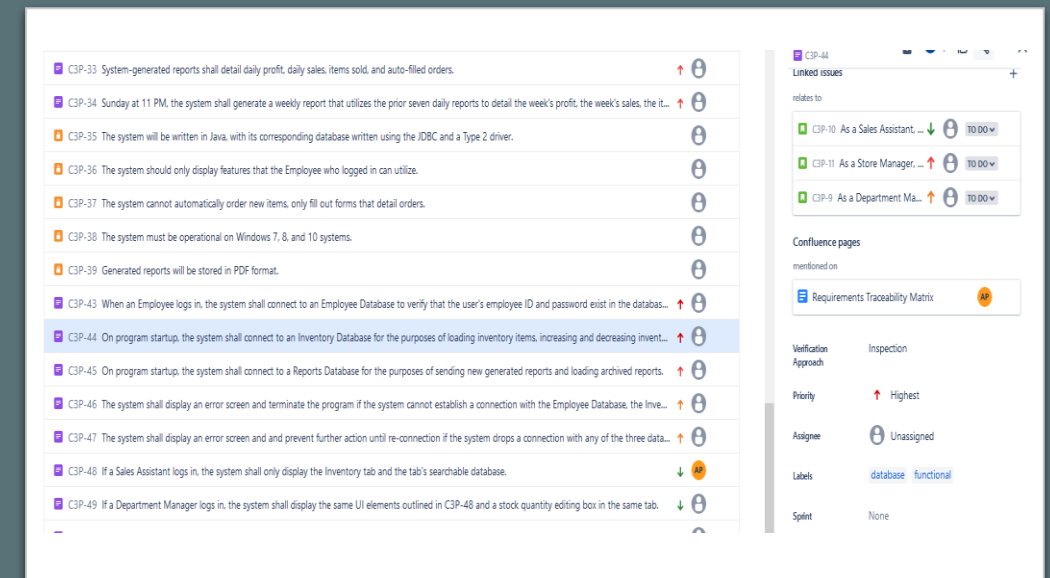 C3P-33 System-generated reports shall detail daily profit, daily sales, items sold, and auto-filled orders.
C3P-34 Sunday at 11 PM, the system shall generate a weekly report that utilizes the prior seven daily reports to detail the week's profit, the week's sales, the it...
C3P-35 The system will be written in Java, with its corresponding database written using the JDBC and a Type 2 driver.
C3P-36 The system should only display features that the Employee who logged in can utilize.
C3P-37 The system cannot automatically order new items, only fill out forms that detail orders.
C3P-38 The system must be operational on Windows 7, 8, and 10 systems.
C3P-39 Generated reports will be stored in PDF format.
C3P-43 When an Employee logs in, the system shall connect to an Employee Database to verify that the user's employee ID and password exist in the databas...
C3P-44 On program startup, the system shall connect to an Inventory Database for the purposes of loading inventory items, increasing and decreasing invent...
C3P-45 On program startup, the system shall connect to a Reports Database for the purposes of sending new generated reports and loading archived reports.
C3P-46 The system shall display an error screen and terminate the program if the system cannot establish a connection with the Employee Database, the Inve...
C3P-47 The system shall display an error screen and and prevent further action until re-connection if the system drops a connection with any of the three data...
C3P-48 If a Sales Assistant logs in, the system shall only display the Inventory tab and the tab's searchable database. AP
C3P-49 If a Department Manager logs in, the system shall display the same UI elements outlined in C3P-48 and a stock quantity editing box in the same tab.
C3P-44
Linked issues +
relates to
C3P-10 As a Sales Assistant, ... TO DO
C3P-11 As a Store Manager, ... TO DO
C3P-9 As a Department Ma... TO DO
Confluence pages
mentioned on
Requirements Traceability Matrix AP
Verification Approach Inspection
Priority Highest
Assignee Unassigned
Labels database functional
Sprint None